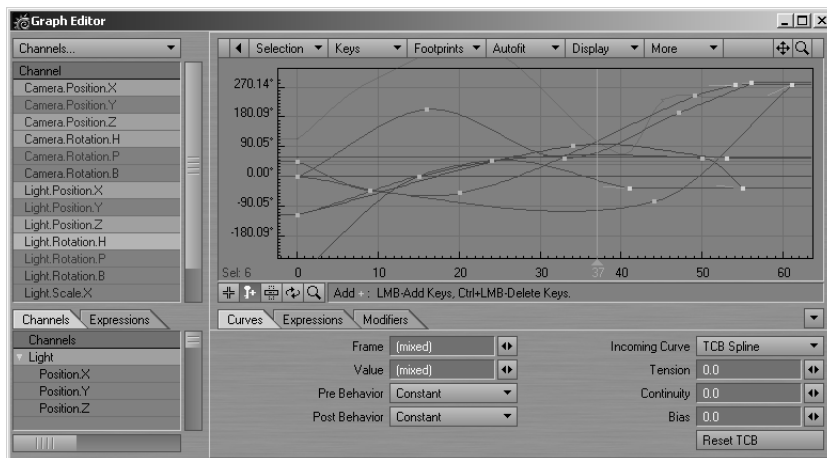 Graph Editor
Channels...
Selection Keys Footprints Autofit Display More
Channel
Camera.Position.X
Camera.Position.Y
Camera.Position.Z
Camera.Rotation.H
Camera.Rotation.P
Camera.Rotation.B
Light.Position.X
Light.Position.Y
Light.Position.Z
Light.Rotation.H
Light.Rotation.P
Light.Rotation.B
Light.Scale.X
270.14°
180.09°
90.05°
0.00°
-90.05°
-180.09°
Sel: 6 0 10 20 30 37 40 50 60
Add + : LMB-Add Keys, Ctrl+LMB-Delete Keys.
Channels Expressions
Channels
Light
Position.X
Position.Y
Position.Z
Curves Expressions Modifiers
Frame (mixed)
Value (mixed)
Pre Behavior Constant
Post Behavior Constant
Incoming Curve TCB Spline
Tension 0.0
Continuity 0.0
Bias 0.0
Reset TCB